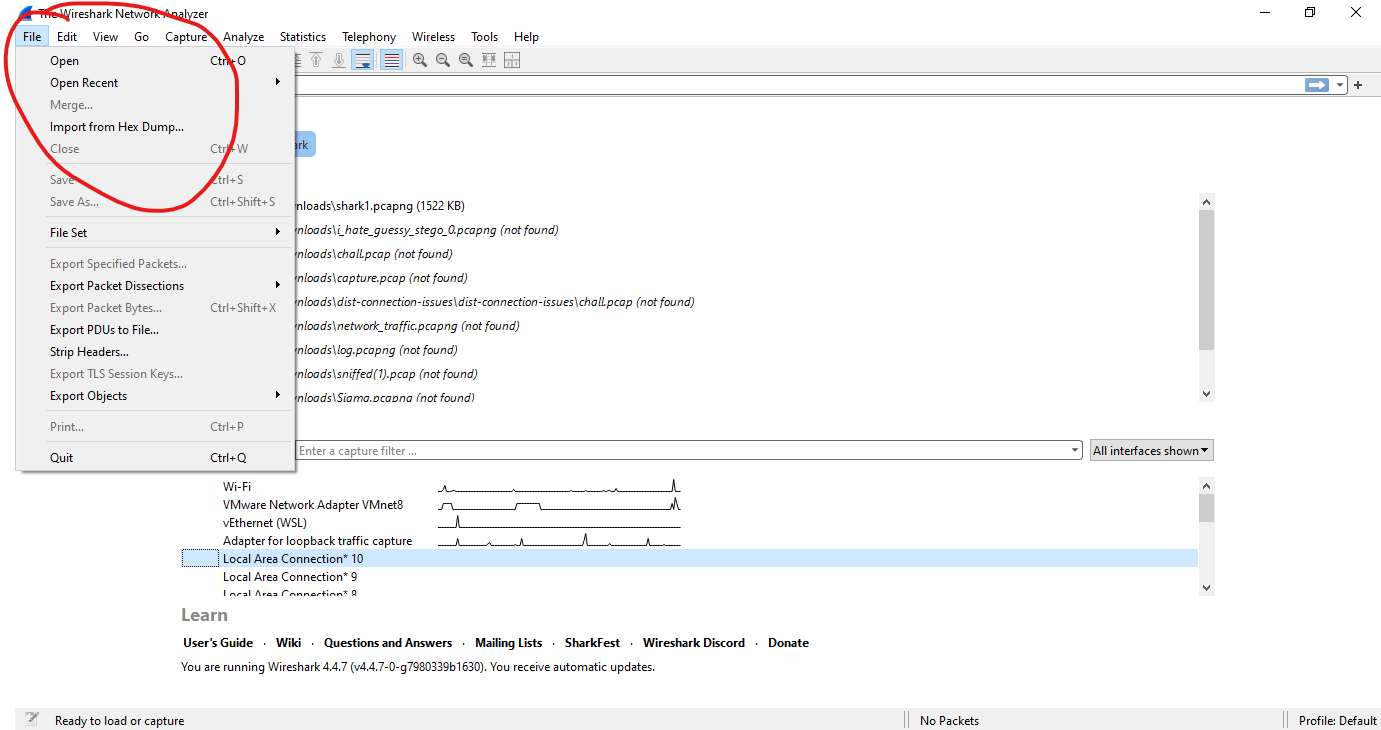 The Wireshark Network Analyzer
File Edit View Go Capture Analyze Statistics Telephony Wireless Tools Help
Open Ctrl+O
Open Recent
Merge...
Import from Hex Dump...
Close Ctrl+W
Save Ctrl+S
Save As... Ctrl+Shift+S
File Set
Export Specified Packets...
Export Packet Dissections
Export Packet Bytes... Ctrl+Shift+X
Export PDUs to File...
Strip Headers...
Export TLS Session Keys...
Export Objects
Print... Ctrl+P
Quit Ctrl+Q
ark
nloads\shark1.pcapng (1522 KB)
nloads\i_hate_guessy_stego_0.pcapng (not found)
nloads\chall.pcap (not found)
nloads\capture.pcap (not found)
nloads\dist-connection-issues\dist-connection-issues\chall.pcap (not found)
nloads\network_traffic.pcapng (not found)
nloads\log.pcapng (not found)
nloads\sniffed(1).pcap (not found)
nloads\Sigma.pcapng (not found)
Enter a capture filter ... All interfaces shown
Wi-Fi
VMware Network Adapter VMnet8
vEthernet (WSL)
Adapter for loopback traffic capture
Local Area Connection* 10
Local Area Connection* 9
Local Area Connection* 8
Learn
User's Guide · Wiki · Questions and Answers · Mailing Lists · SharkFest · Wireshark Discord · Donate
You are running Wireshark 4.4.7 (v4.4.7-0-g7980339b1630). You receive automatic updates.
Ready to load or capture No Packets Profile: Default